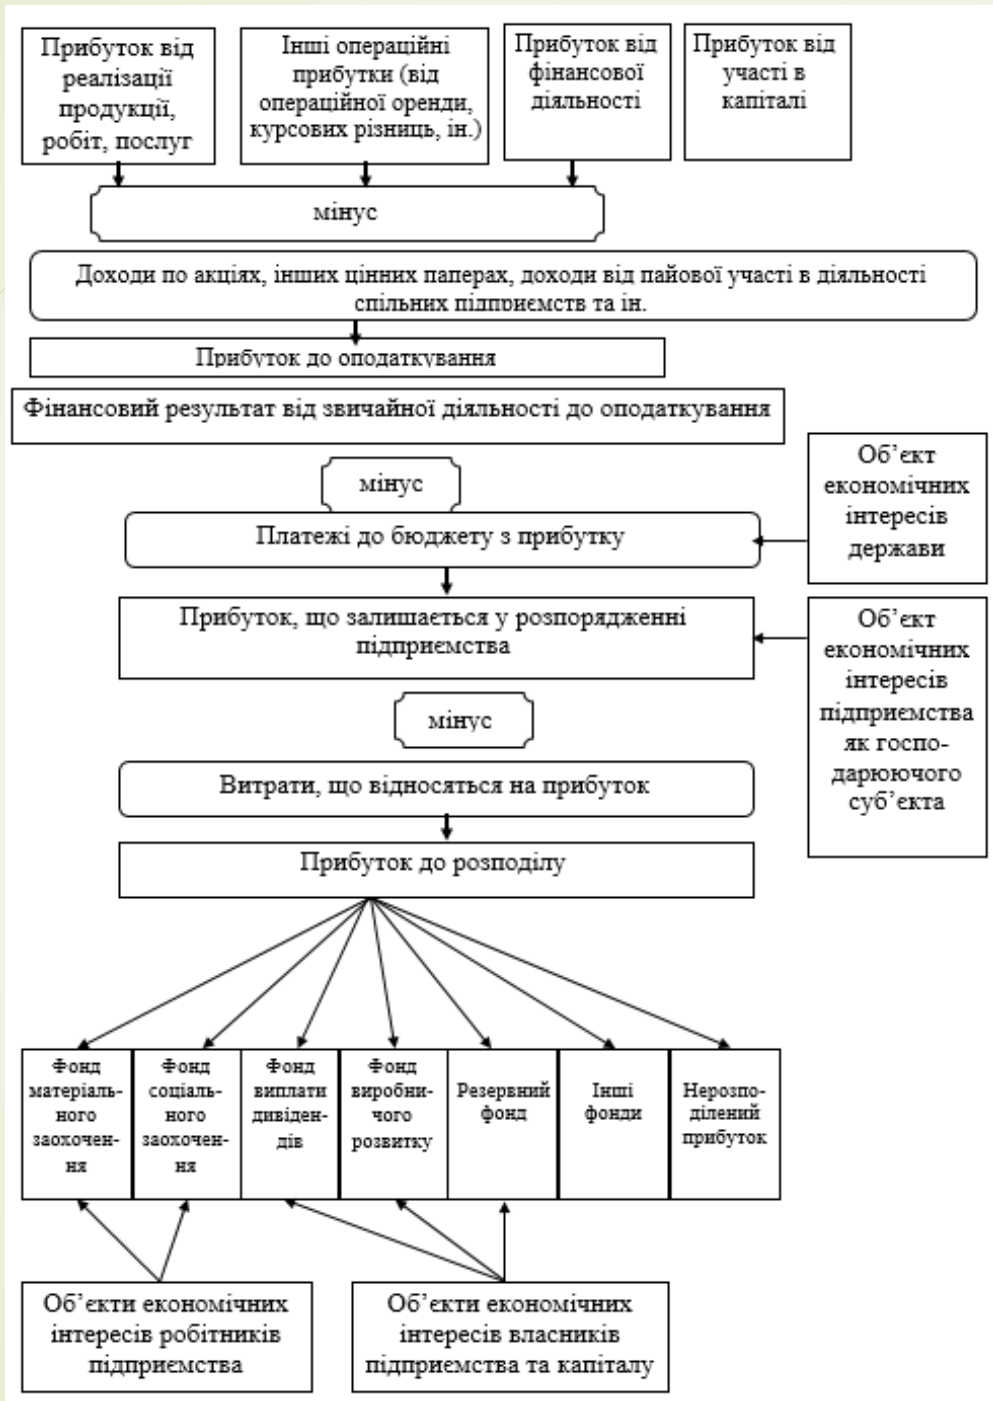 Прибуток від
реалізації
продукції,
робіт, послуг
Інші операційні
прибутки (від
операційної оренди,
курсових різниць, ін.)
Прибуток від
фінансової
діяльності
Прибуток від
участі в
капіталі
мінус
Доходи по акціях, інших цінних паперах, доходи від пайової участі в діяльності
спільних підприємств та ін.
Прибуток до оподаткування
Фінансовий результат від звичайної діяльності до оподаткування
мінус
Об’єкт
економічних
інтересів
держави
Платежі до бюджету з прибутку
Прибуток, що залишається у розпорядженні
підприємства
Об’єкт
економічних
інтересів
підприємства
як госпо-
дарюючого
суб’єкта
мінус
Витрати, що відносяться на прибуток
Прибуток до розподілу
Фонд
матеріаль-
ного
заохочен-
ня
Фонд
соціаль-
ного
заохочен-
ня
Фонд
виплати
дивіден-
дів
Фонд
виробни-
чого
розвитку
Резервний
фонд
Інші
фонди
Нерозпо-
ділений
прибуток
Об’єкти економічних
інтересів робітників
підприємства
Об’єкти економічних
інтересів власників
підприємства та капіталу